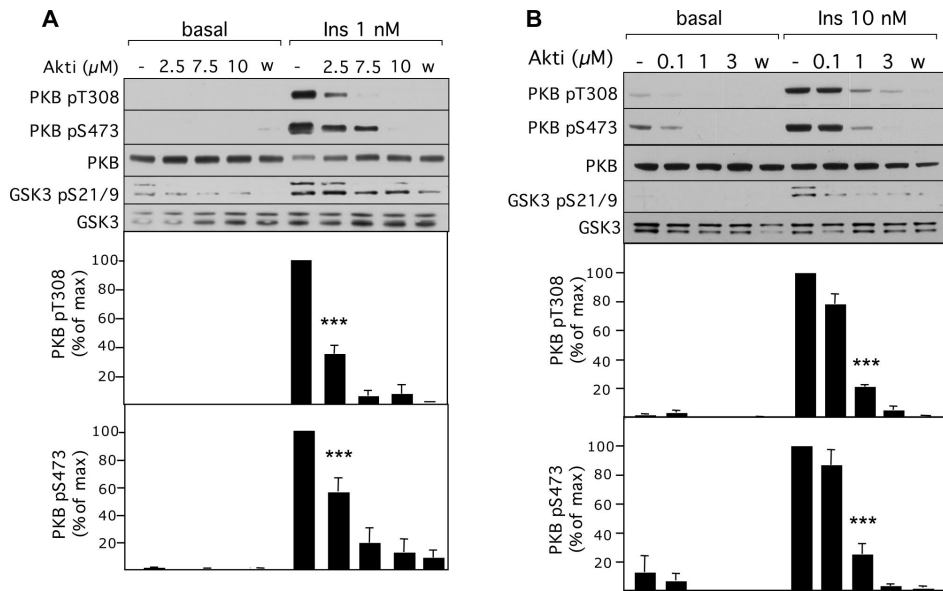 A
basal Ins 1 nM
Akti (µM) - 2.5 7.5 10 w - 2.5 7.5 10 w
PKB pT308
PKB pS473
PKB
GSK3 pS21/9
GSK3
PKB pT308
(% of max)
100
80
60
40
20
***
PKB pS473
(% of max)
100
80
60
40
20
***
B
basal Ins 10 nM
Akti (µM) - 0.1 1 3 w - 0.1 1 3 w
PKB pT308
PKB pS473
PKB
GSK3 pS21/9
GSK3
PKB pT308
(% of max)
100
80
60
40
20
***
PKB pS473
(% of max)
100
80
60
40
20
***